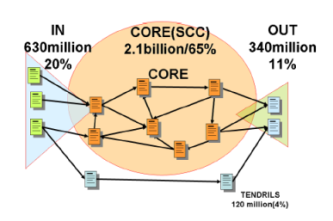 IN
630million
20%
CORE(SCC)
2.1billion/65%
CORE
OUT
340million
11%
TENDRILS
120 million(4%)